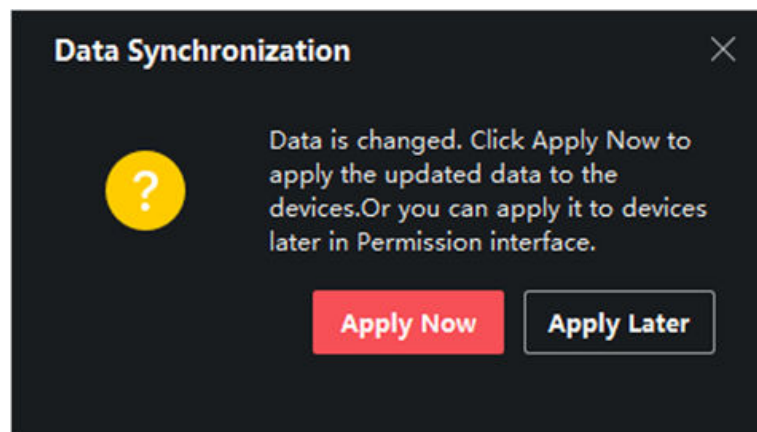 Data Synchronization
?
Data is changed. Click Apply Now to
apply the updated data to the
devices.Or you can apply it to devices
later in Permission interface.
Apply Now
Apply Later